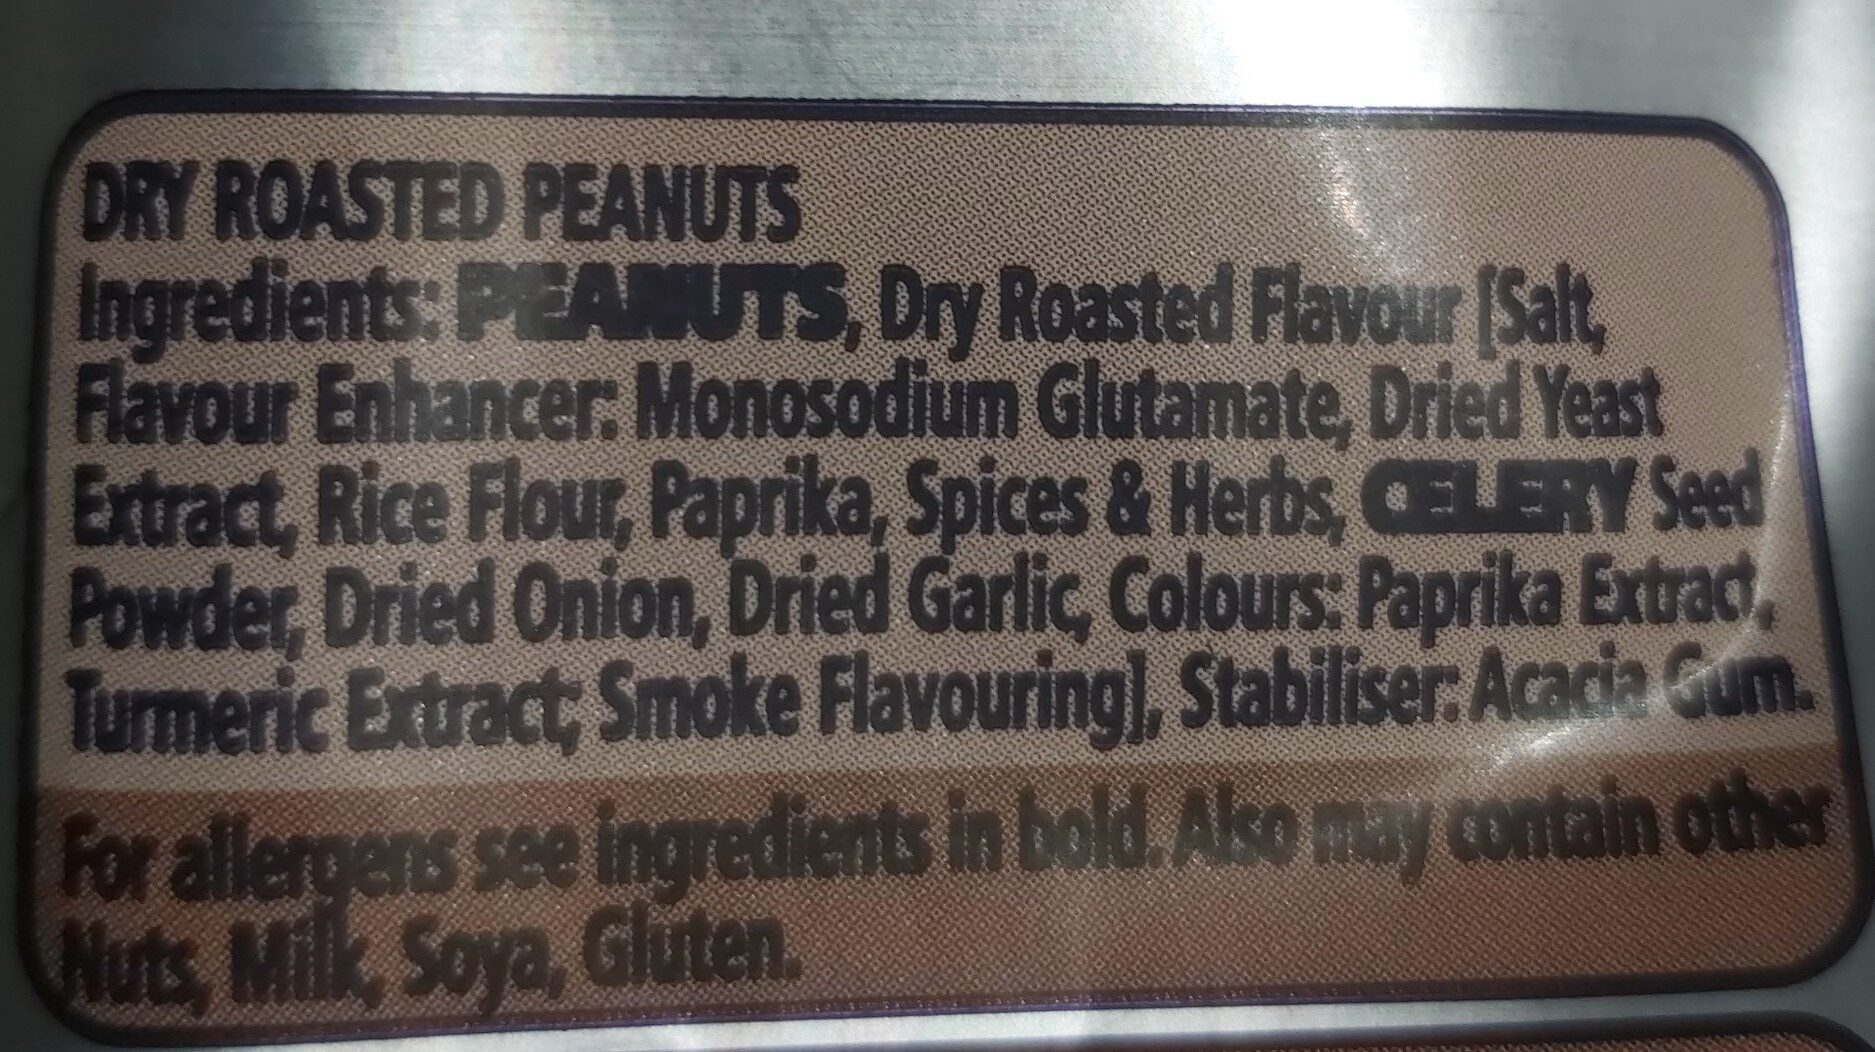 DRY ROASTED PEANUTS
Ingredients: PEANUTS, Dry Roasted Flavour [Salt,
Flavour Enhancer: Monosodium Glutamate, Dried Yeast
Extract, Rice Flour, Paprika, Spices & Herbs, CELERY Seed
Powder, Dried Onion, Dried Garlic, Colours: Paprika Extract,
Turmeric Extract; Smoke Flavouring], Stabiliser: Acacia Gum.
For allergens see ingredients in bold. Also may contain other
Nuts, Milk, Soya, Gluten.